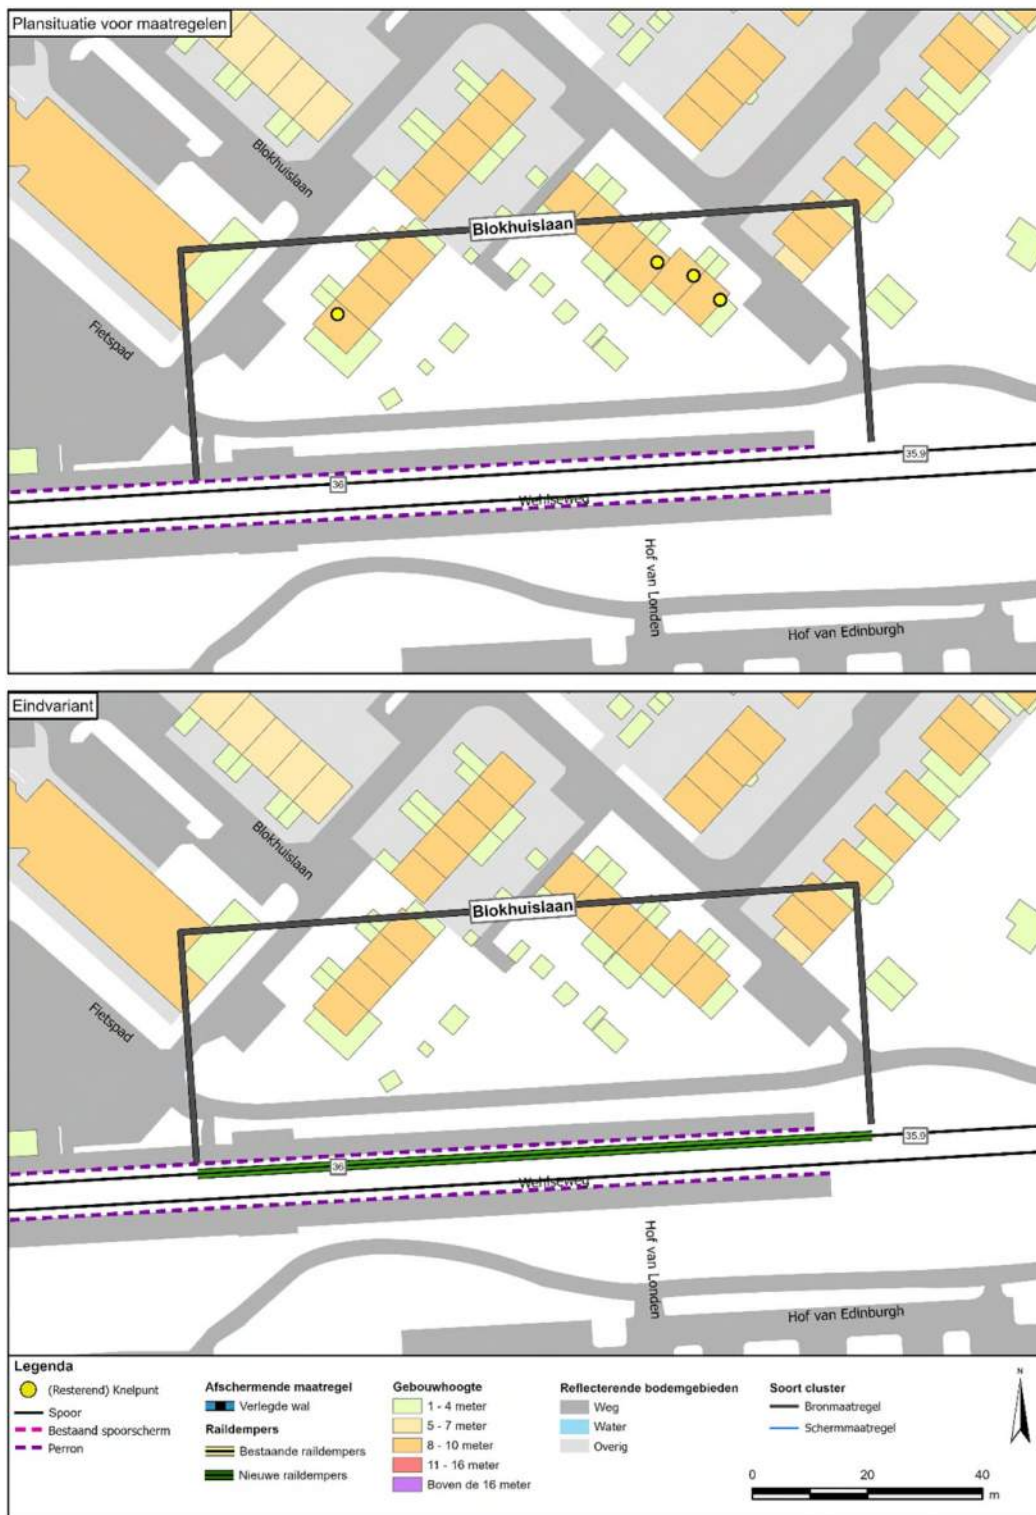 Plansituatie voor maatregelen
Blokhuislaan
Blokhuislaan
Fietspad
35.9
36
Wehlseweg
Hof van Londen
Hof van Edinburgh
Eindvariant
Blokhuislaan
Blokhuislaan
Fietspad
35.9
36
Wehlseweg
Hof van Londen
Hof van Edinburgh
Legenda
(Resterend) Knelpunt
Spoor
Bestaand spoorscherm
Perron
Afschermende maatregel
Verlegde wal
Raildempers
Bestaande raildempers
Nieuwe raildempers
Gebouwhoogte
1 - 4 meter
5 - 7 meter
8 - 10 meter
11 - 16 meter
Boven de 16 meter
Reflecterende bodemgebieden
Weg
Water
Overig
Soort cluster
Bronmaatregel
Schermmaatregel
N
0 20 40
m